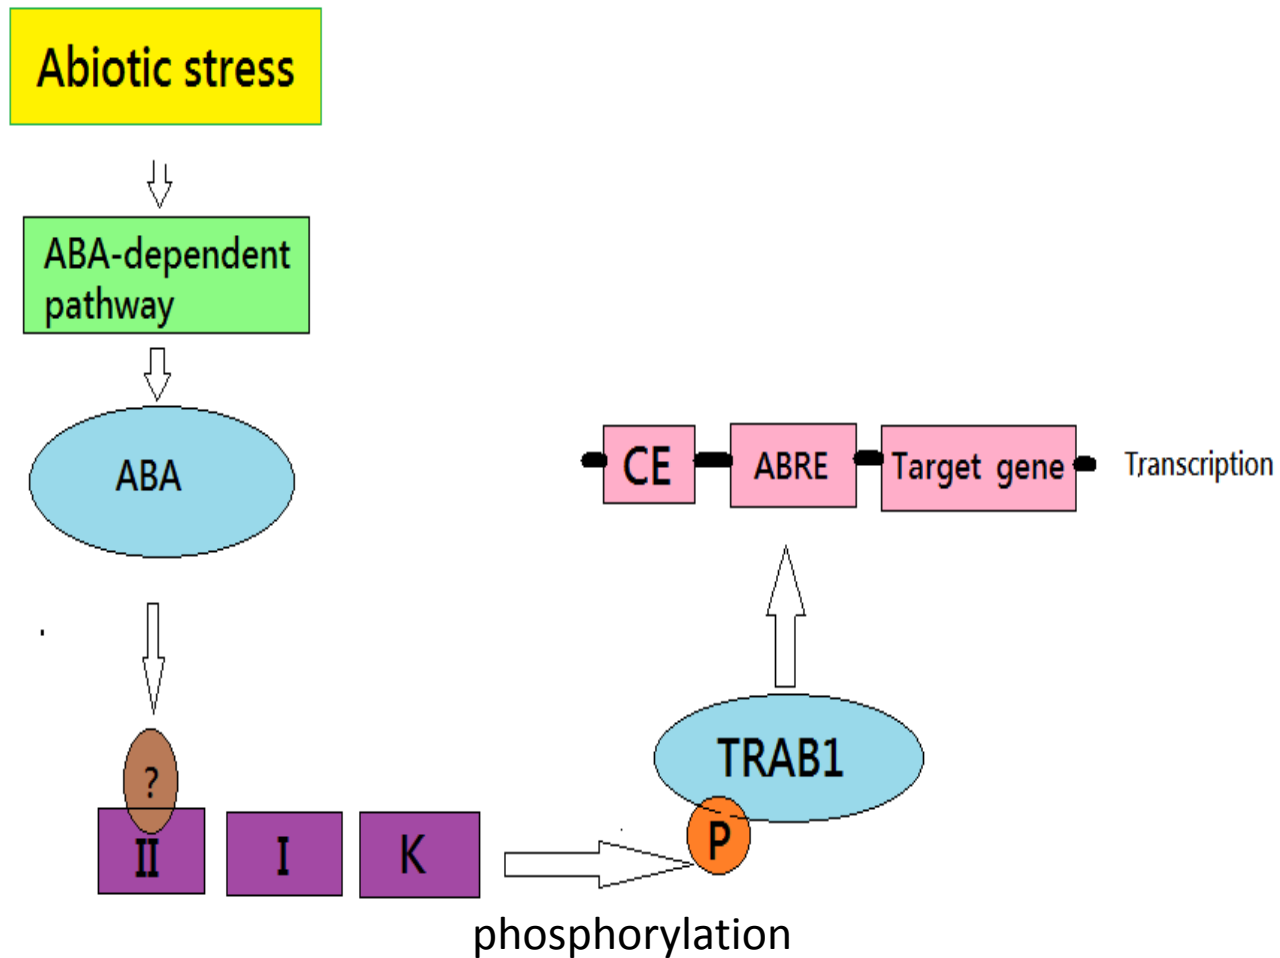 Abiotic stress
ABA-dependent
pathway
ABA
CE
ABRE
Target gene
Transcription
?
II
I
K
P
TRAB1
phosphorylation